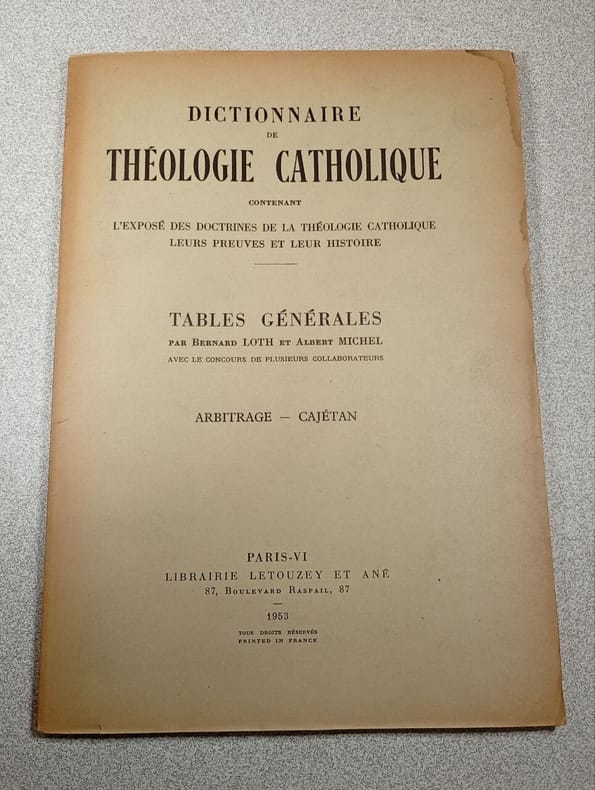 DICTIONNAIRE
DE
THÉOLOGIE CATHOLIQUE
CONTENANT
L'EXPOSÉ DES DOCTRINES DE LA THÉOLOGIE CATHOLIQUE
LEURS PREUVES ET LEUR HISTOIRE
TABLES GÉNÉRALES
PAR BERNARD LOTH ET ALBERT MICHEL
AVEC LE CONCOURS DE PLUSIEURS COLLABORATEURS
ARBITRAGE — CAJÉTAN
PARIS-VI
LIBRAIRIE LETOUZEY ET ANÉ
87, BOULEVARD RASPAIL, 87
1953
TOUS DROITS RÉSERVÉS
PRINTED IN FRANCE